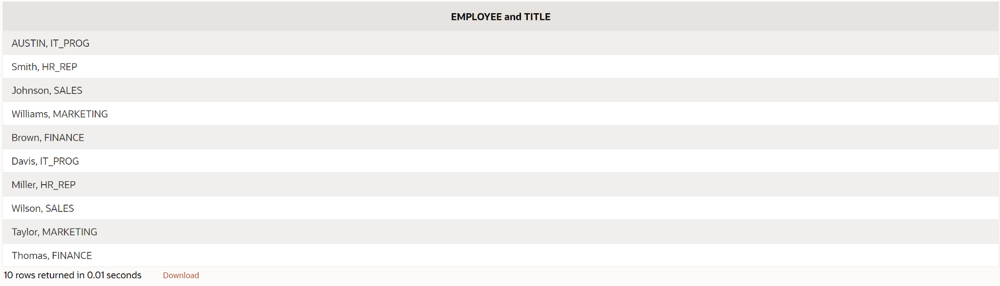 EMPLOYEE and TITLE
AUSTIN, IT_PROG
Smith, HR_REP
Johnson, SALES
Williams, MARKETING
Brown, FINANCE
Davis, IT_PROG
Miller, HR_REP
Wilson, SALES
Taylor, MARKETING
Thomas, FINANCE
10 rows returned in 0.01 seconds Download